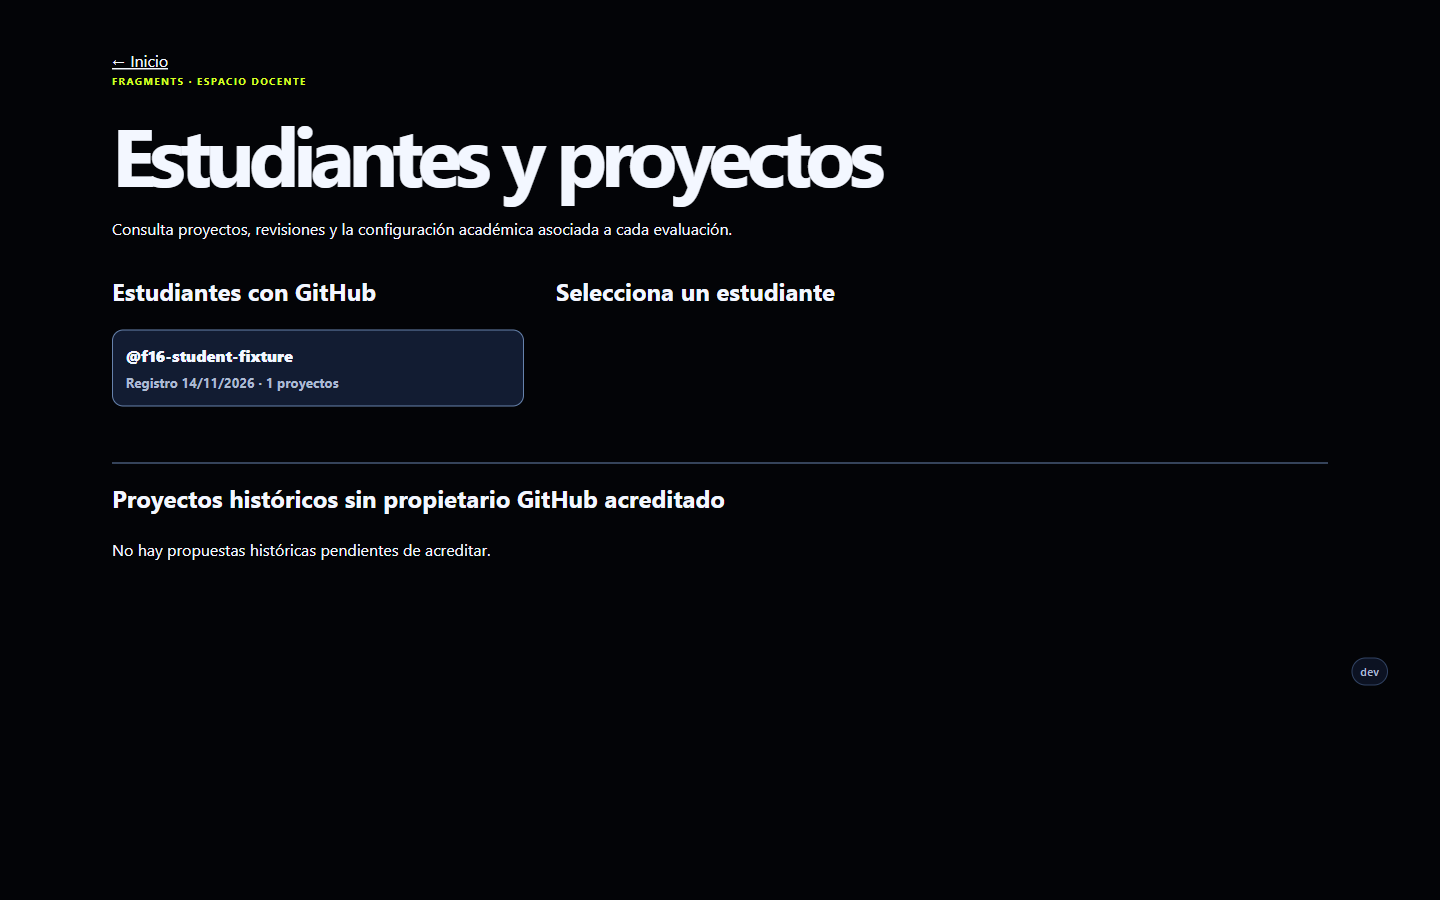 ← Inicio
FRAGMENTS · ESPACIO DOCENTE
Estudiantes y proyectos
Consulta proyectos, revisiones y la configuración académica asociada a cada evaluación.
Estudiantes con GitHub
@f16-student-fixture
Registro 14/11/2026 · 1 proyectos
Selecciona un estudiante
Proyectos históricos sin propietario GitHub acreditado
No hay propuestas históricas pendientes de acreditar.
dev